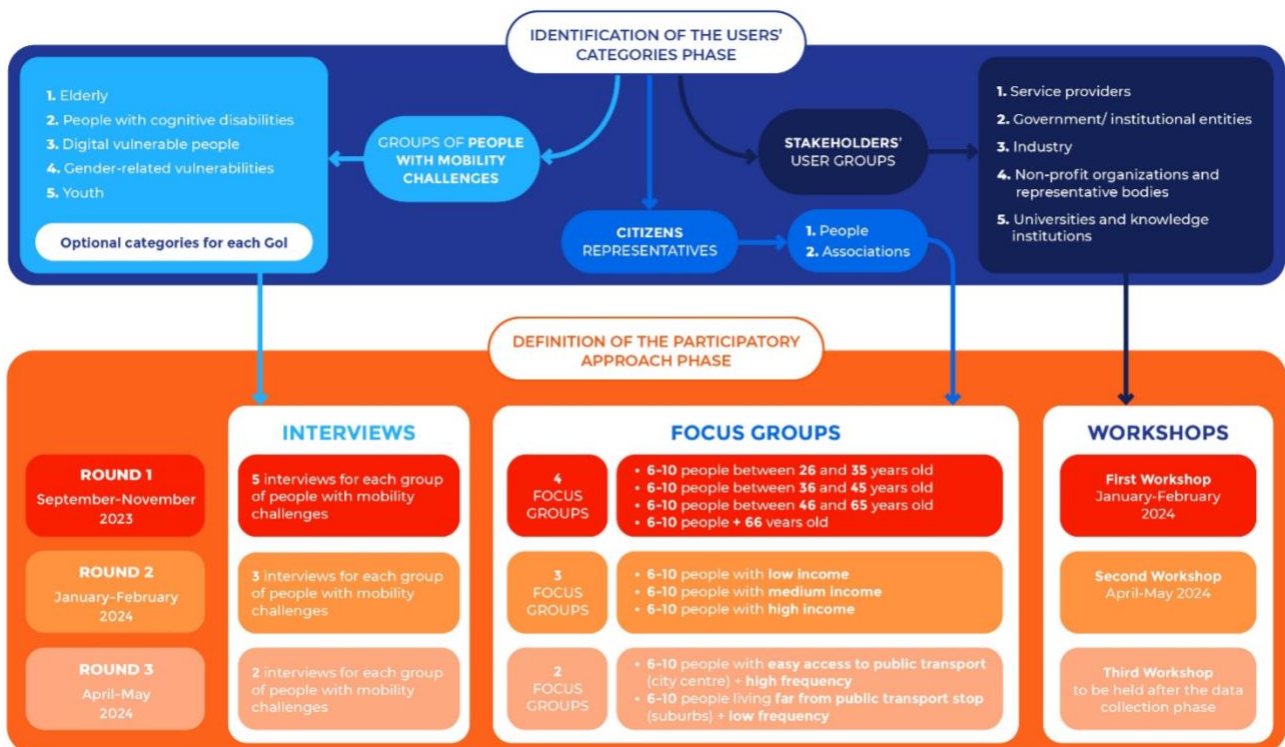 IDENTIFICATION OF THE USERS'
CATEGORIES PHASE
1. Elderly
2. People with cognitive disabilities
3. Digital vulnerable people
4. Gender-related vulnerabilities
5. Youth
Optional categories for each GoI
GROUPS OF PEOPLE
WITH MOBILITY
CHALLENGES
CITIZENS
REPRESENTATIVES
1. People
2. Associations
STAKEHOLDERS'
USER GROUPS
1. Service providers
2. Government/ institutional entities
3. Industry
4. Non-profit organizations and
representative bodies
5. Universities and knowledge
institutions
DEFINITION OF THE PARTICIPATORY
APPROACH PHASE
INTERVIEWS
FOCUS GROUPS
WORKSHOPS
ROUND 1
September-November
2023
5 interviews for each group
of people with mobility
challenges
4
FOCUS
GROUPS
• 6-10 people between 26 and 35 years old
• 6-10 people between 36 and 45 years old
• 6-10 people between 46 and 65 years old
• 6-10 people + 66 years old
First Workshop
January-February
2024
ROUND 2
January-February
2024
3 interviews for each group
of people with mobility
challenges
3
FOCUS
GROUPS
• 6-10 people with low income
• 6-10 people with medium income
• 6-10 people with high income
Second Workshop
April-May 2024
ROUND 3
April-May
2024
2 interviews for each group
of people with mobility
challenges
2
FOCUS
GROUPS
• 6-10 people with easy access to public transport
(city centre) + high frequency
• 6-10 people living far from public transport stop
(suburbs) + low frequency
Third Workshop
to be held after the data
collection phase